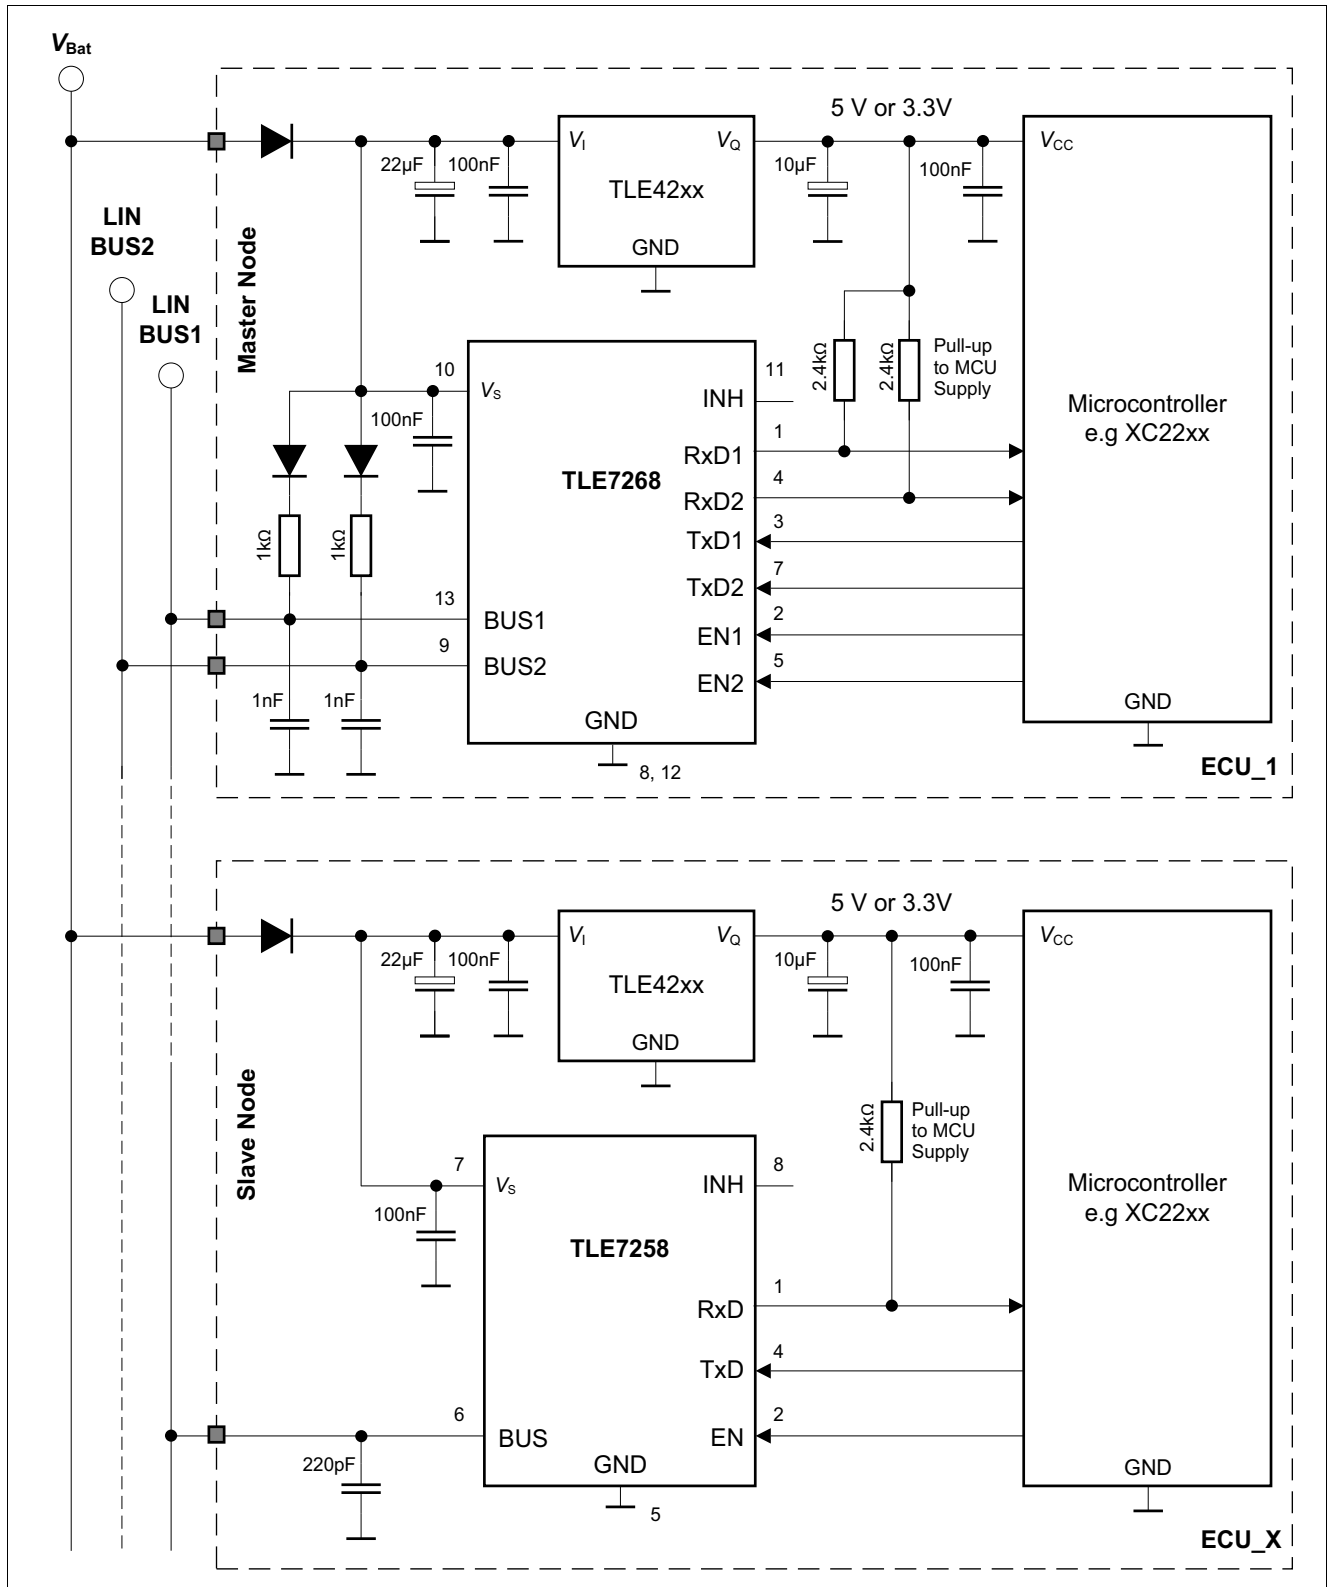 VBat
LIN
BUS2
LIN
BUS1
Master Node
22µF
100nF
VI
VQ
TLE42xx
GND
5 V or 3.3V
10µF
100nF
VCC
Microcontroller
e.g XC22xx
GND
ECU_1
2.4kΩ
2.4kΩ
Pull-up
to MCU
Supply
10
VS
100nF
TLE7268
INH
11
RxD1
1
RxD2
4
TxD1
3
TxD2
7
EN1
2
EN2
5
1kΩ
1kΩ
13
BUS1
9
BUS2
1nF
1nF
GND
8, 12
Slave Node
22µF
100nF
VI
VQ
TLE42xx
GND
5 V or 3.3V
10µF
100nF
VCC
Microcontroller
e.g XC22xx
GND
ECU_X
2.4kΩ
Pull-up
to MCU
Supply
7
VS
100nF
TLE7258
INH
8
RxD
1
TxD
4
EN
2
6
BUS
220pF
GND
5